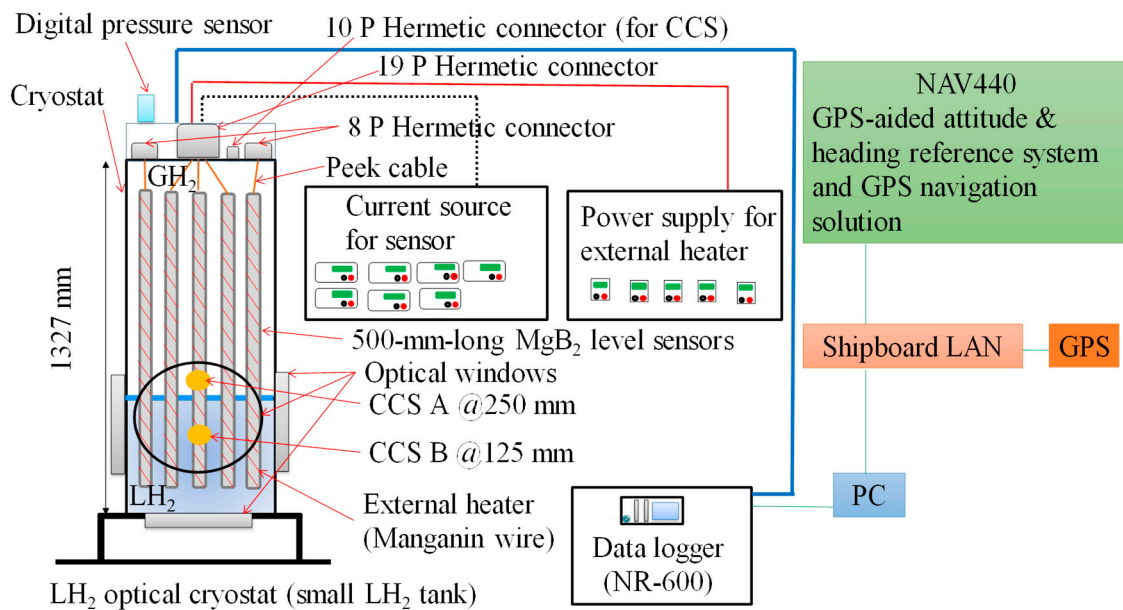 Digital pressure sensor
10 P Hermetic connector (for CCS)
19 P Hermetic connector
Cryostat
8 P Hermetic connector
Peek cable
GH2
1327 mm
Current source
for sensor
Power supply for
external heater
NAV440
GPS-aided attitude &
heading reference system
and GPS navigation
solution
500-mm-long MgB2 level sensors
Optical windows
CCS A @250 mm
CCS B @125 mm
Shipboard LAN
GPS
LH2
External heater
(Manganin wire)
PC
Data logger
(NR-600)
LH2 optical cryostat (small LH2 tank)